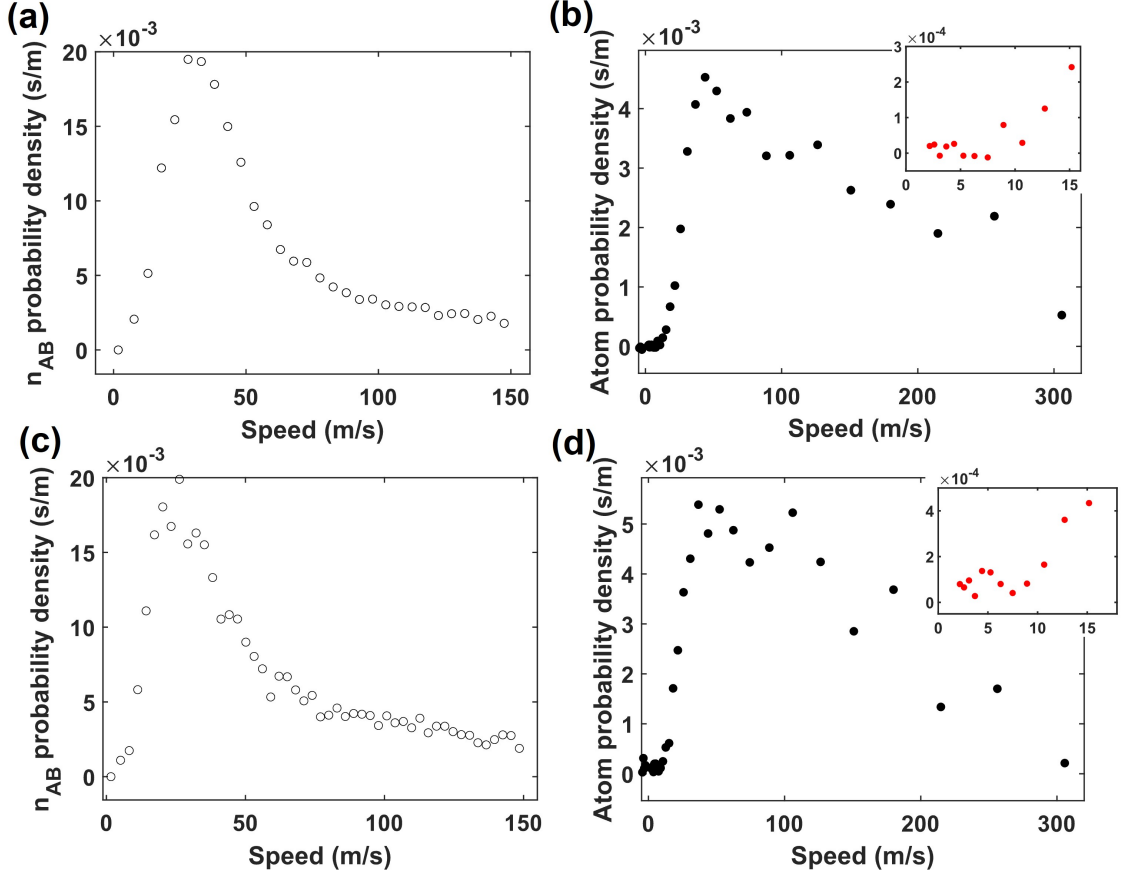 (a)
×10⁻³
n_AB probability density (s/m)
20
15
10
5
0
0 50 100 150
Speed (m/s)
(b)
×10⁻³
Atom probability density (s/m)
4
3
2
1
0
0 100 200 300
Speed (m/s)
×10⁻⁴
3
2
1
0
0 5 10 15
(c)
×10⁻³
n_AB probability density (s/m)
20
15
10
5
0
0 50 100 150
Speed (m/s)
(d)
×10⁻³
Atom probability density (s/m)
5
4
3
2
1
0
0 100 200 300
Speed (m/s)
×10⁻⁴
4
2
0
0 5 10 15